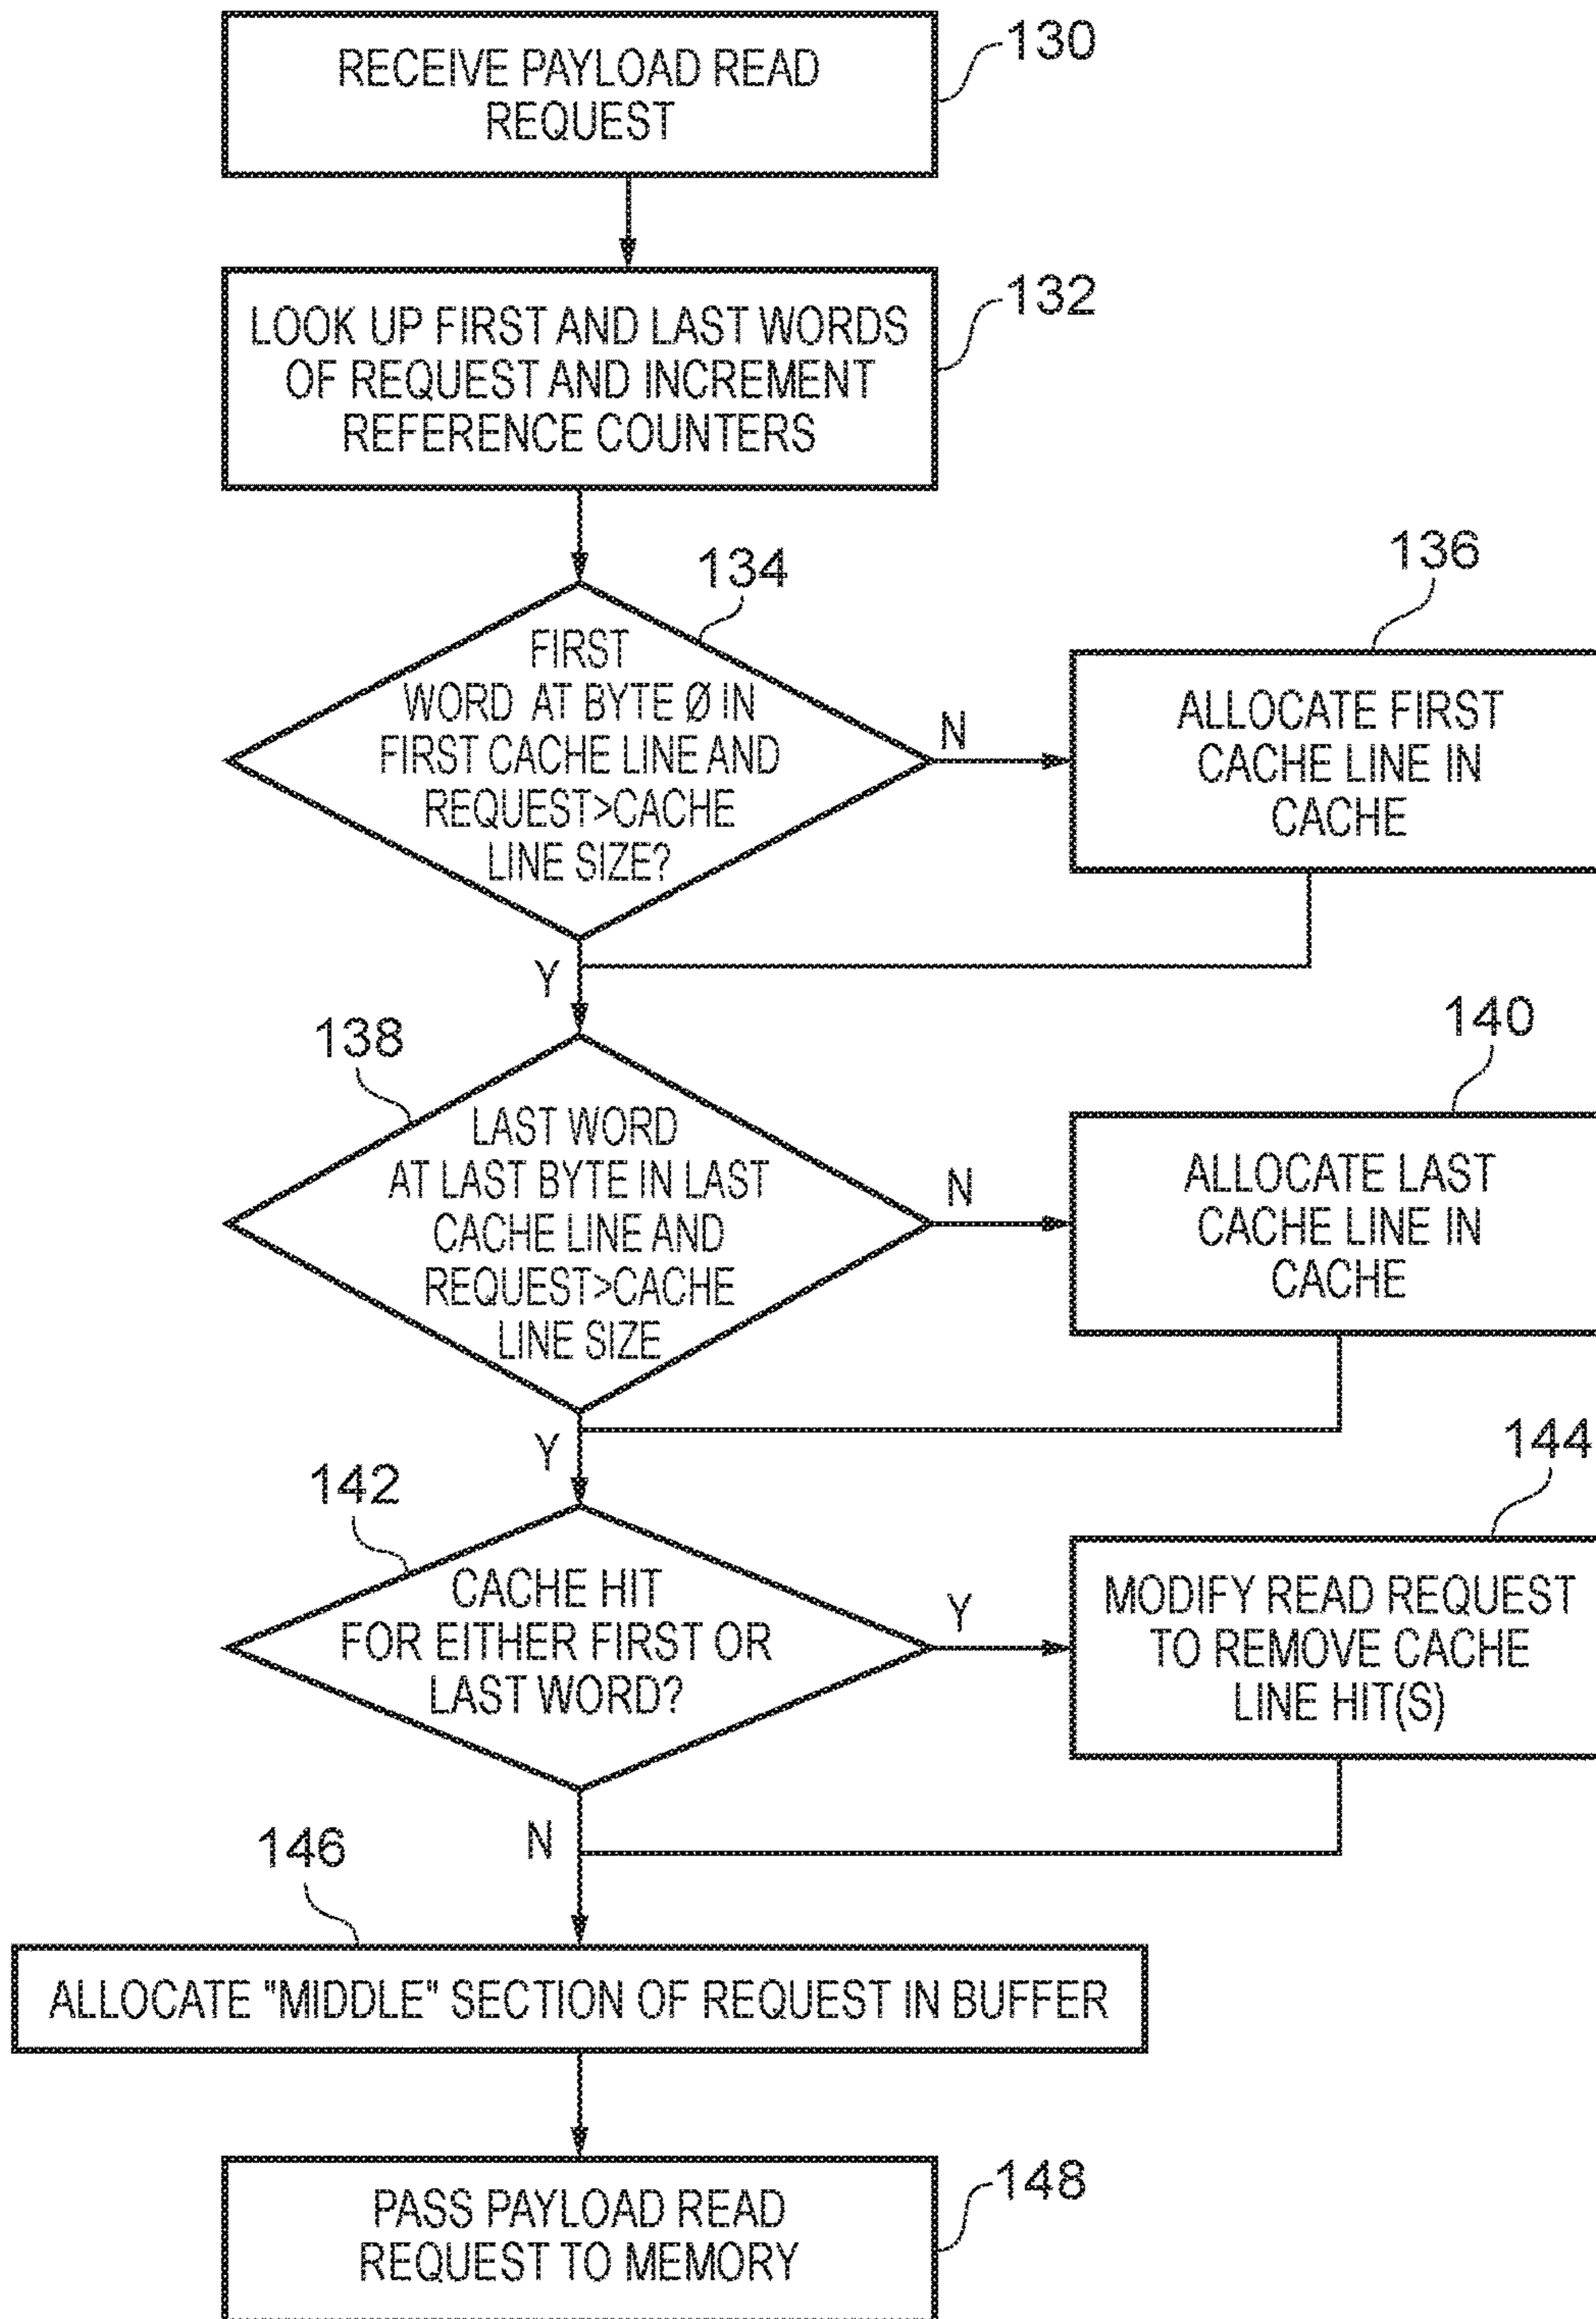 RECEIVE PAYLOAD READ
REQUEST
130
LOOK UP FIRST AND LAST WORDS
OF REQUEST AND INCREMENT
REFERENCE COUNTERS
132
134
FIRST
WORD AT BYTE Ø IN
FIRST CACHE LINE AND
REQUEST>CACHE
LINE SIZE?
N
136
ALLOCATE FIRST
CACHE LINE IN
CACHE
Y
138
LAST WORD
AT LAST BYTE IN LAST
CACHE LINE AND
REQUEST>CACHE
LINE SIZE
N
140
ALLOCATE LAST
CACHE LINE IN
CACHE
Y
142
CACHE HIT
FOR EITHER FIRST OR
LAST WORD?
Y
144
MODIFY READ REQUEST
TO REMOVE CACHE
LINE HIT(S)
N
146
ALLOCATE "MIDDLE" SECTION OF REQUEST IN BUFFER
PASS PAYLOAD READ
REQUEST TO MEMORY
148